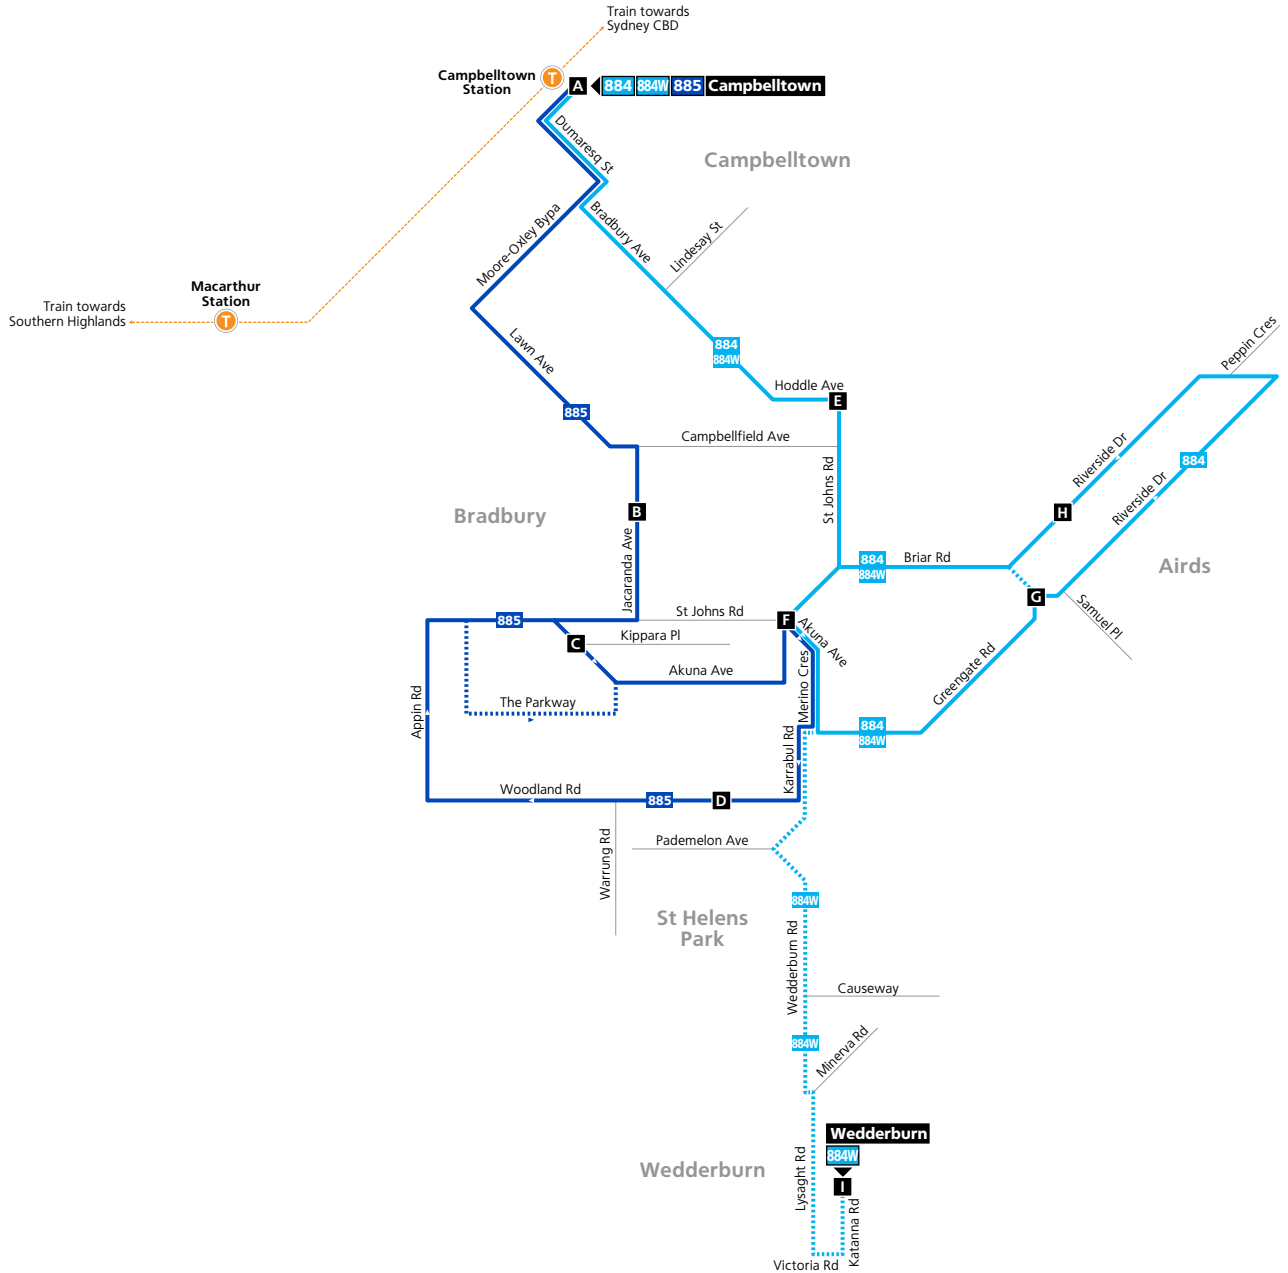 Train towards
Sydney CBD
Campbelltown
Station
T
A
884
884W
885
Campbelltown
Dumaresq St
Campbelltown
Moore-Oxley Bypa
Bradbury Ave
Lindesay St
Macarthur
Station
Train towards
Southern Highlands
T
Lawn Ave
884
884W
Peppin Cres
Hoddle Ave
E
885
Campbellfield Ave
St Johns Rd
Riverside Dr
884
Riverside Dr
B
H
Bradbury
Jacaranda Ave
884
884W
Briar Rd
Airds
G
Samuel Pl
885
St Johns Rd
F
Akuna Ave
C
Kippara Pl
Akuna Ave
Merino Cres
Greengate Rd
The Parkway
Appin Rd
884
884W
Karrabul Rd
Woodland Rd
885
D
Pademelon Ave
Warrung Rd
884W
St Helens
Park
Wedderburn Rd
Causeway
884W
Minerva Rd
Wedderburn
884W
Wedderburn
I
Lysaght Rd
Katanna Rd
Victoria Rd